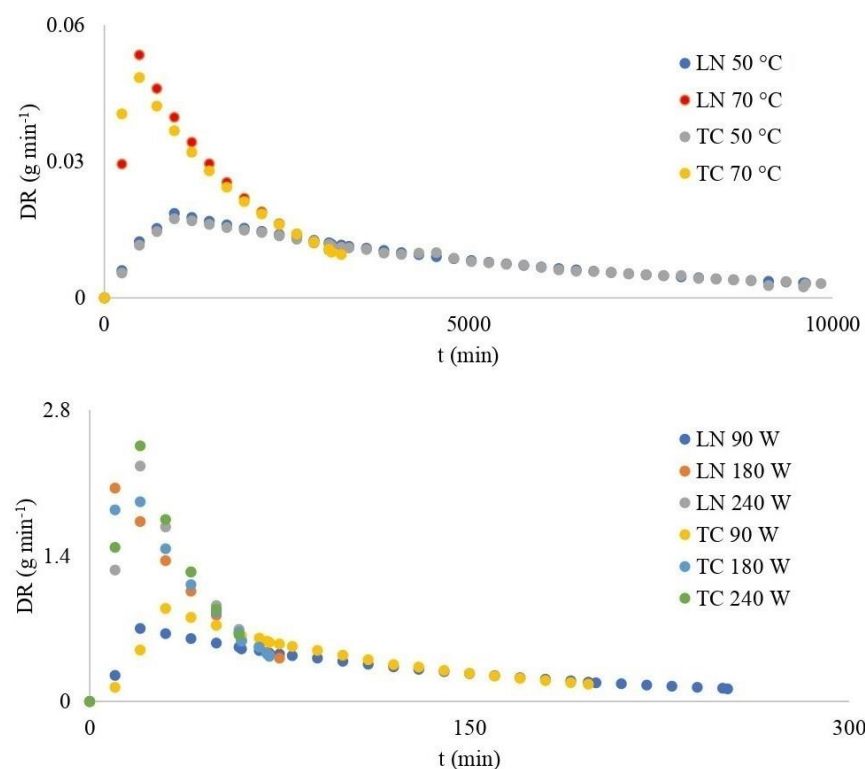 0.06
LN 50 °C
LN 70 °C
TC 50 °C
TC 70 °C
0.03
DR (g min⁻¹)
0
0 5000 10000
t (min)
2.8
LN 90 W
LN 180 W
LN 240 W
TC 90 W
TC 180 W
TC 240 W
1.4
DR (g min⁻¹)
0
0 150 300
t (min)